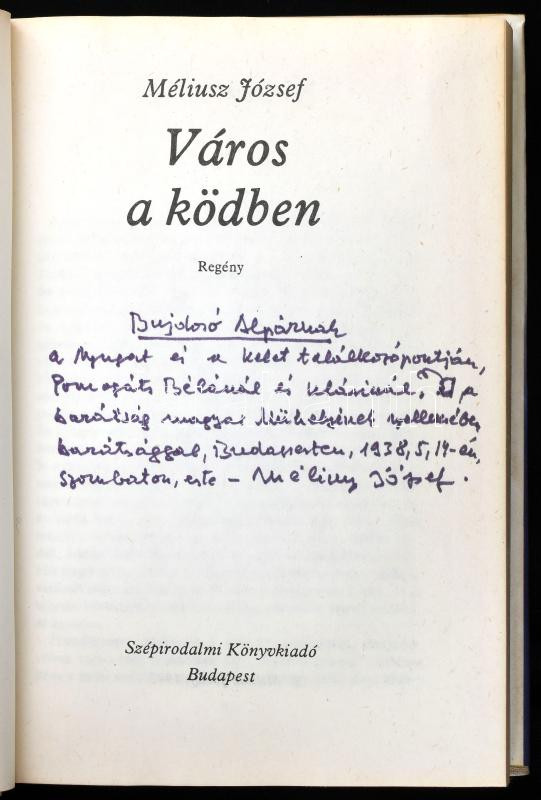 Méliusz József
Város
a ködben
Regény
Bujdosó Alpárnak
a Nyugat és a Kelet találkozópontján,
Pomogáts Bélánál és Klárinál, a
barátság magyar Műhelyének szellemében
barátsággal, Budapesten, 1938, 5, 14-én,
szombaton, este – Méliusz József.
Szépirodalmi Könyvkiadó
Budapest